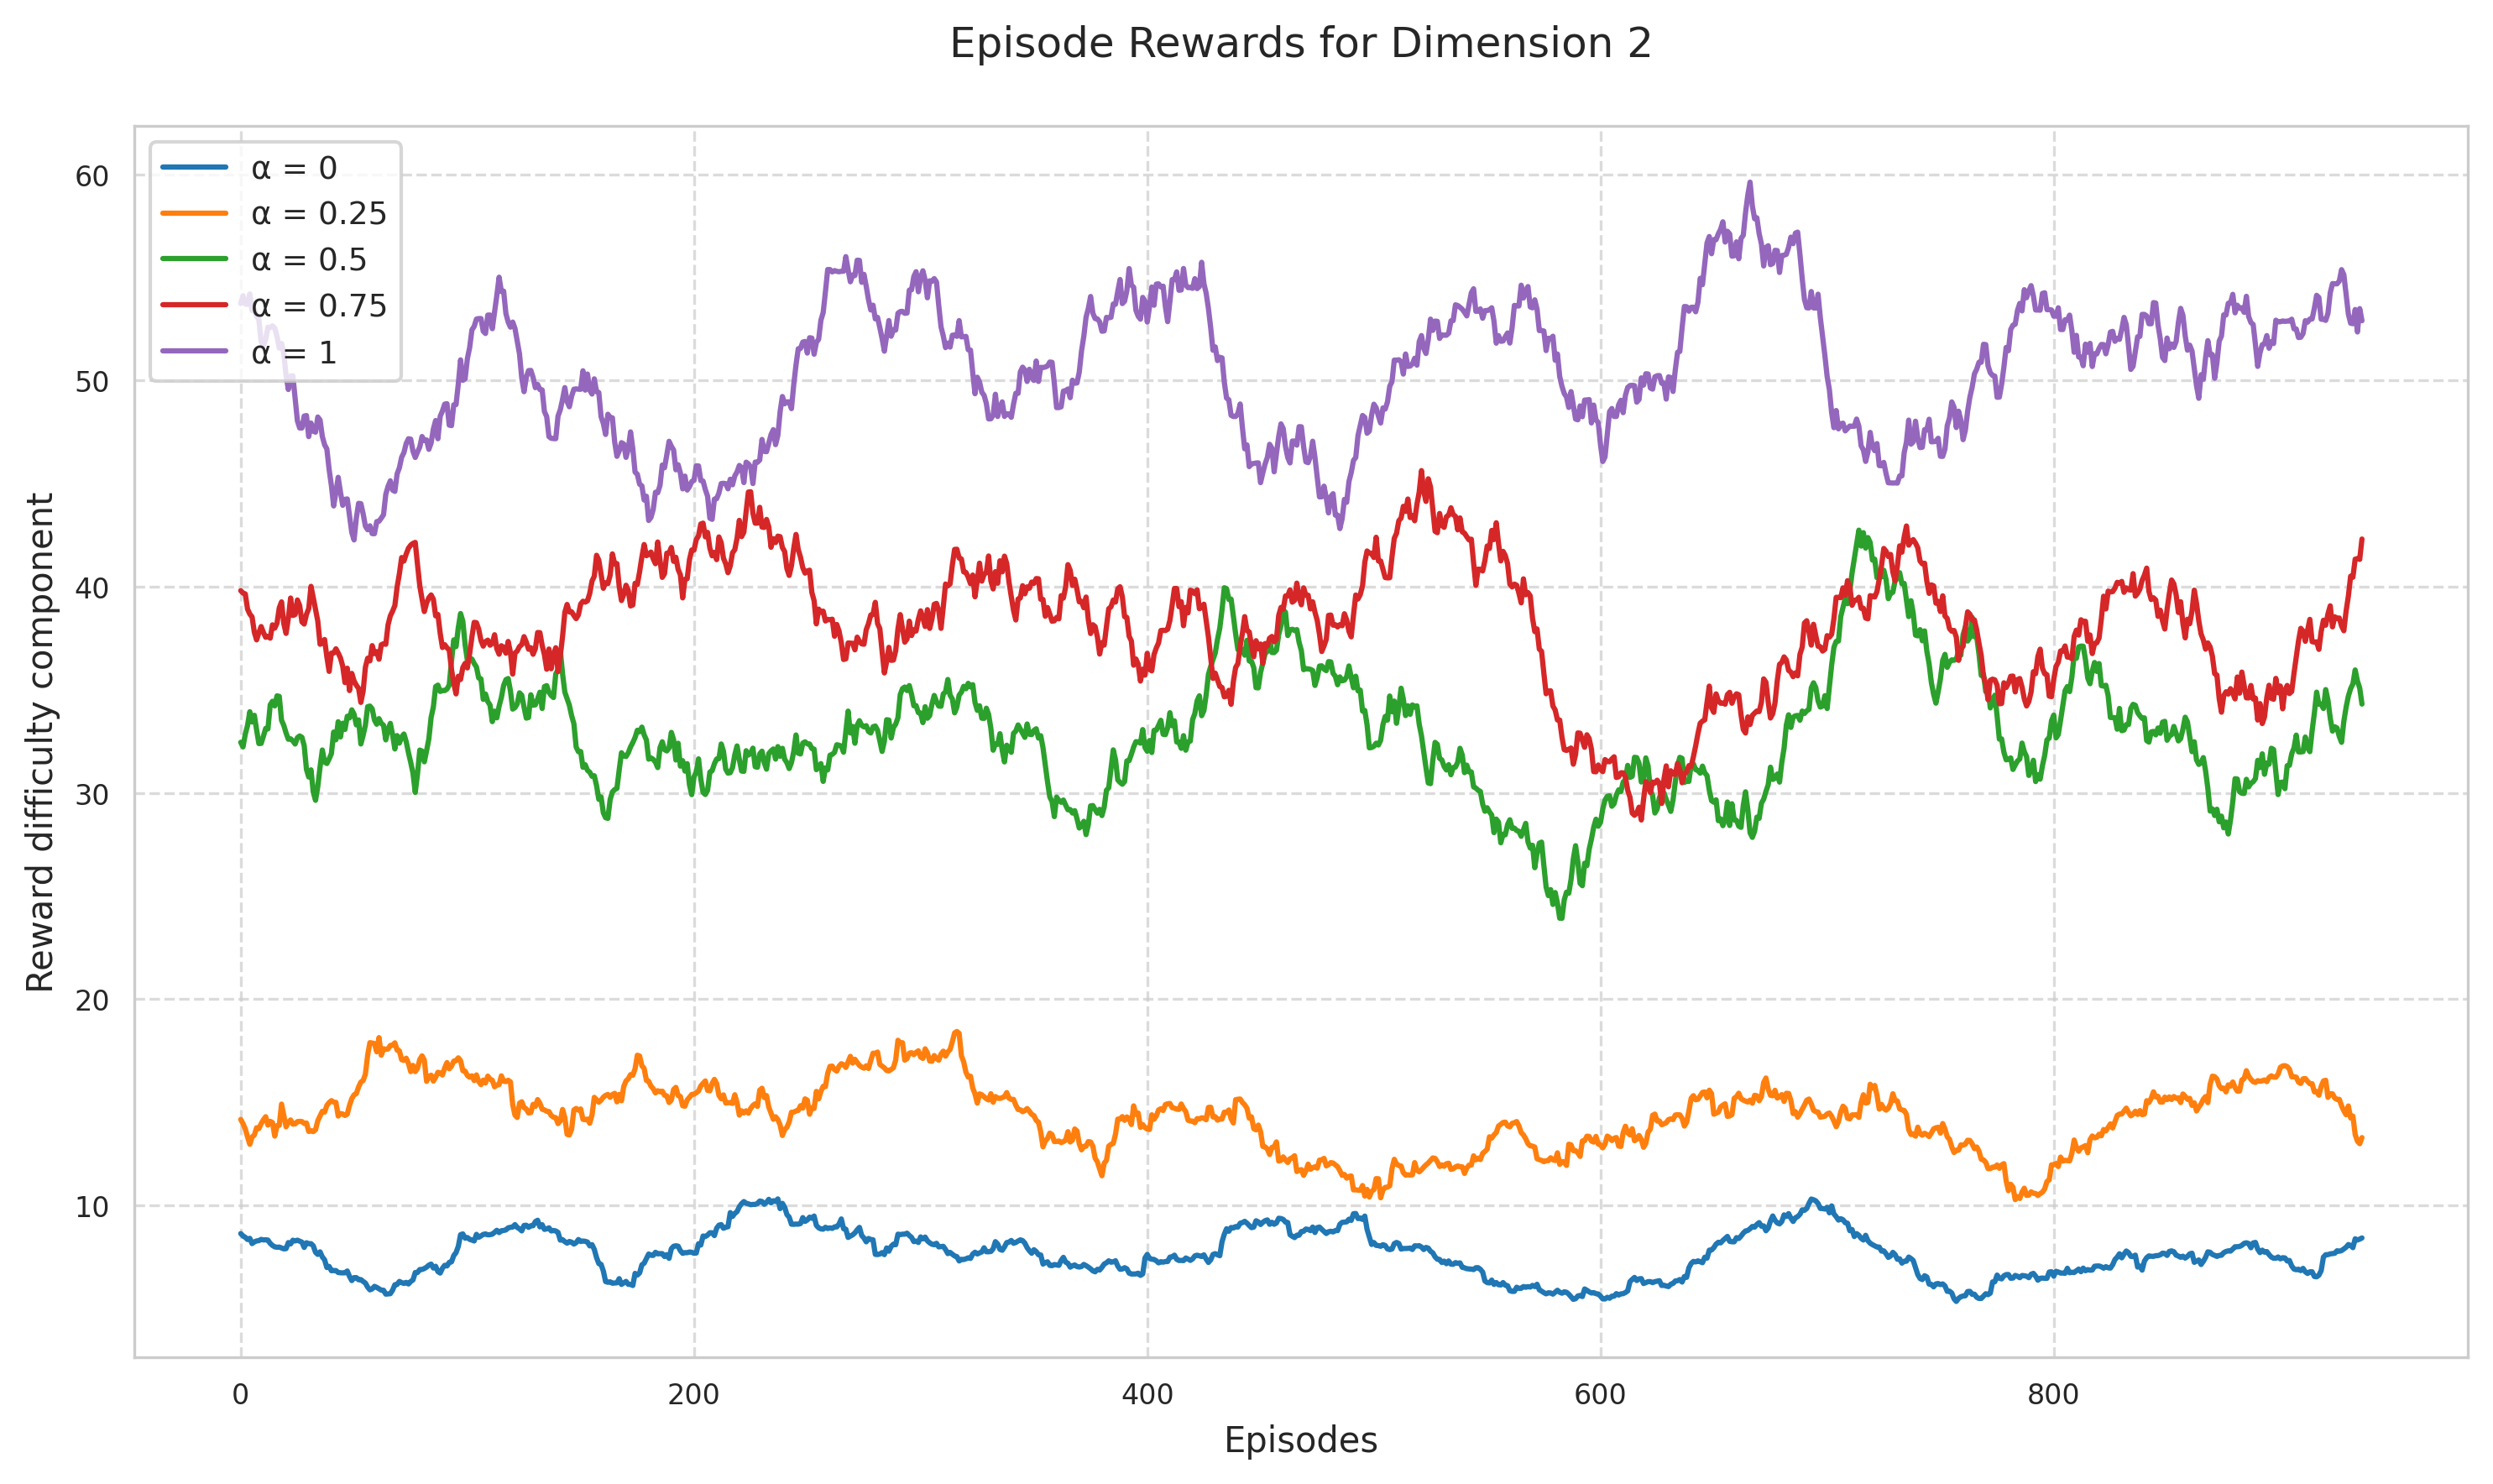 Episode Rewards for Dimension 2
α = 0
α = 0.25
α = 0.5
α = 0.75
α = 1
60
50
40
30
20
10
Reward difficulty component
0
200
400
600
800
Episodes